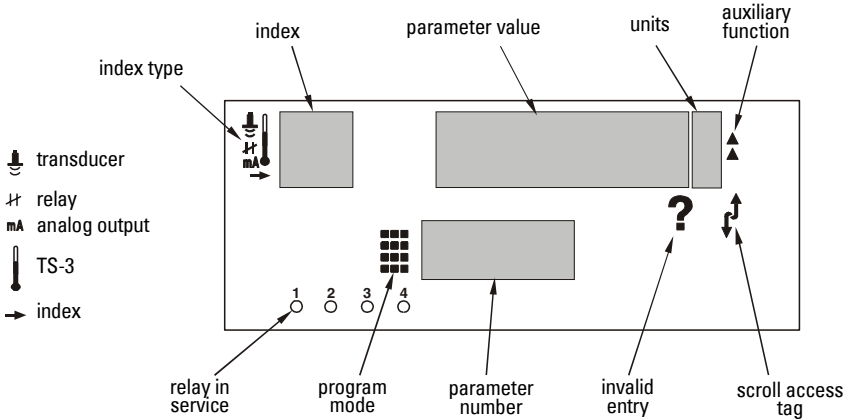 auxiliary
function
index
parameter value
units
index type
mA
transducer
relay
mA analog output
TS-3
index
?
1 2 3 4
relay in
service
program
mode
parameter
number
invalid
entry
scroll access
tag